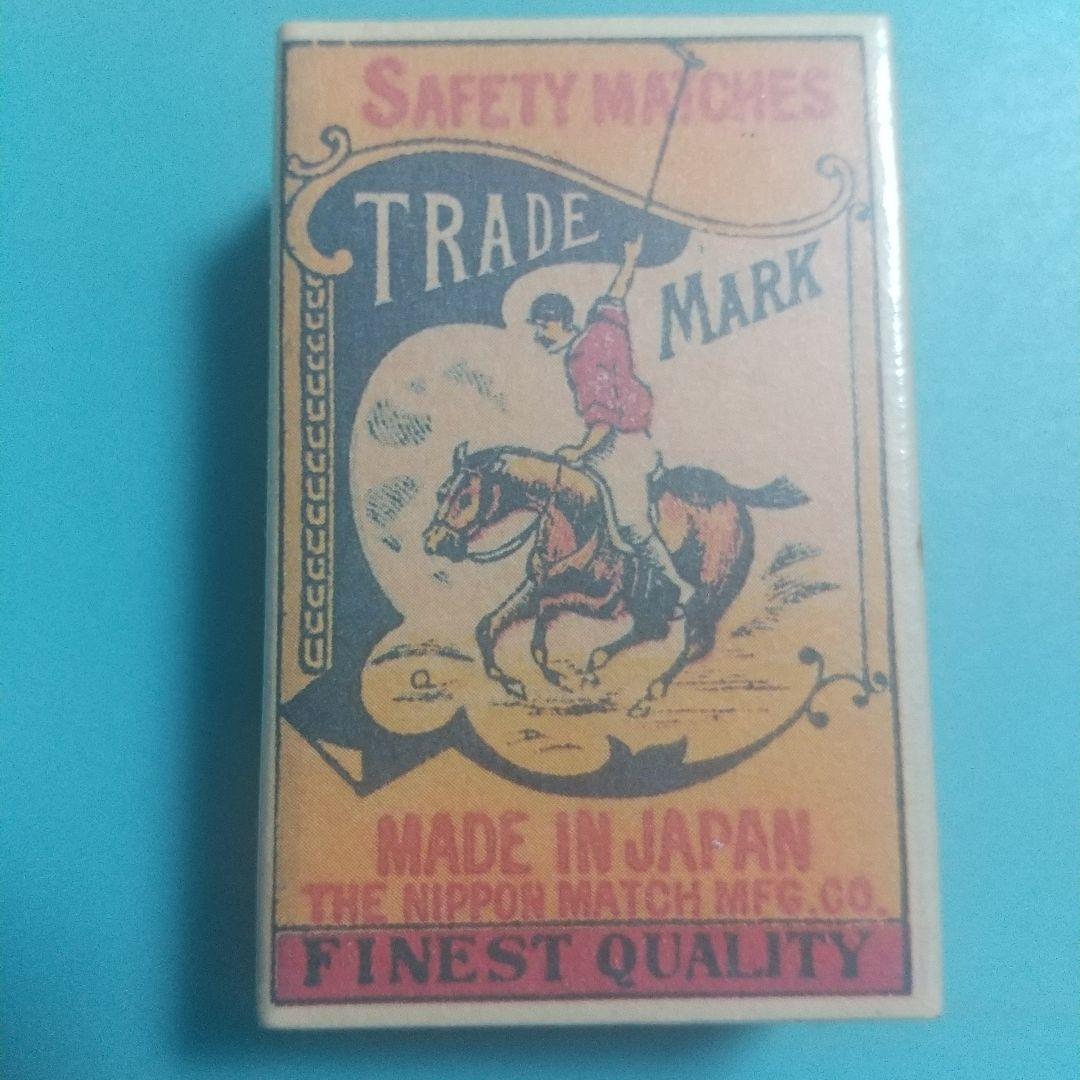 SAFETY MATCHES
TRADE
MARK
MADE IN JAPAN
THE NIPPON MATCH MFG.CO.
FINEST QUALITY